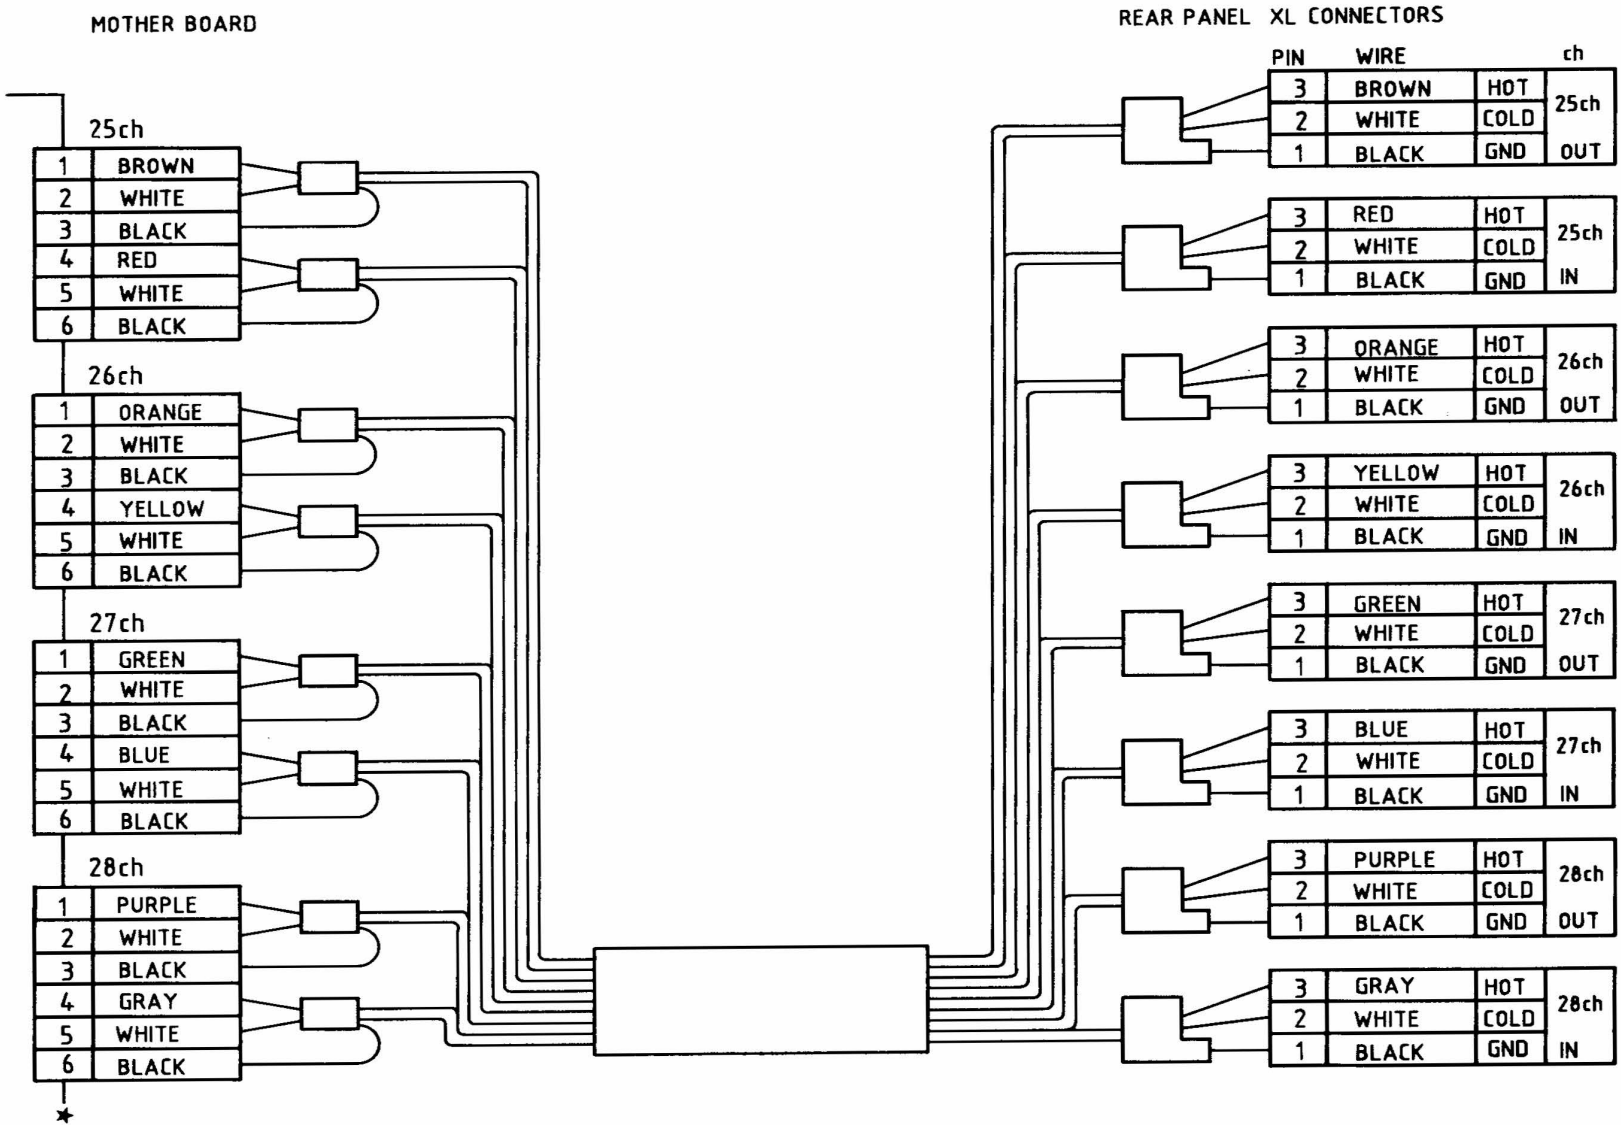 MOTHER BOARD
25ch
1 BROWN
2 WHITE
3 BLACK
4 RED
5 WHITE
6 BLACK
26ch
1 ORANGE
2 WHITE
3 BLACK
4 YELLOW
5 WHITE
6 BLACK
27ch
1 GREEN
2 WHITE
3 BLACK
4 BLUE
5 WHITE
6 BLACK
28ch
1 PURPLE
2 WHITE
3 BLACK
4 GRAY
5 WHITE
6 BLACK
★
REAR PANEL XL CONNECTORS
PIN WIRE ch
3 BROWN HOT 25ch
2 WHITE COLD
1 BLACK GND OUT
3 RED HOT 25ch
2 WHITE COLD
1 BLACK GND IN
3 ORANGE HOT 26ch
2 WHITE COLD
1 BLACK GND OUT
3 YELLOW HOT 26ch
2 WHITE COLD
1 BLACK GND IN
3 GREEN HOT 27ch
2 WHITE COLD
1 BLACK GND OUT
3 BLUE HOT 27ch
2 WHITE COLD
1 BLACK GND IN
3 PURPLE HOT 28ch
2 WHITE COLD
1 BLACK GND OUT
3 GRAY HOT 28ch
2 WHITE COLD
1 BLACK GND IN